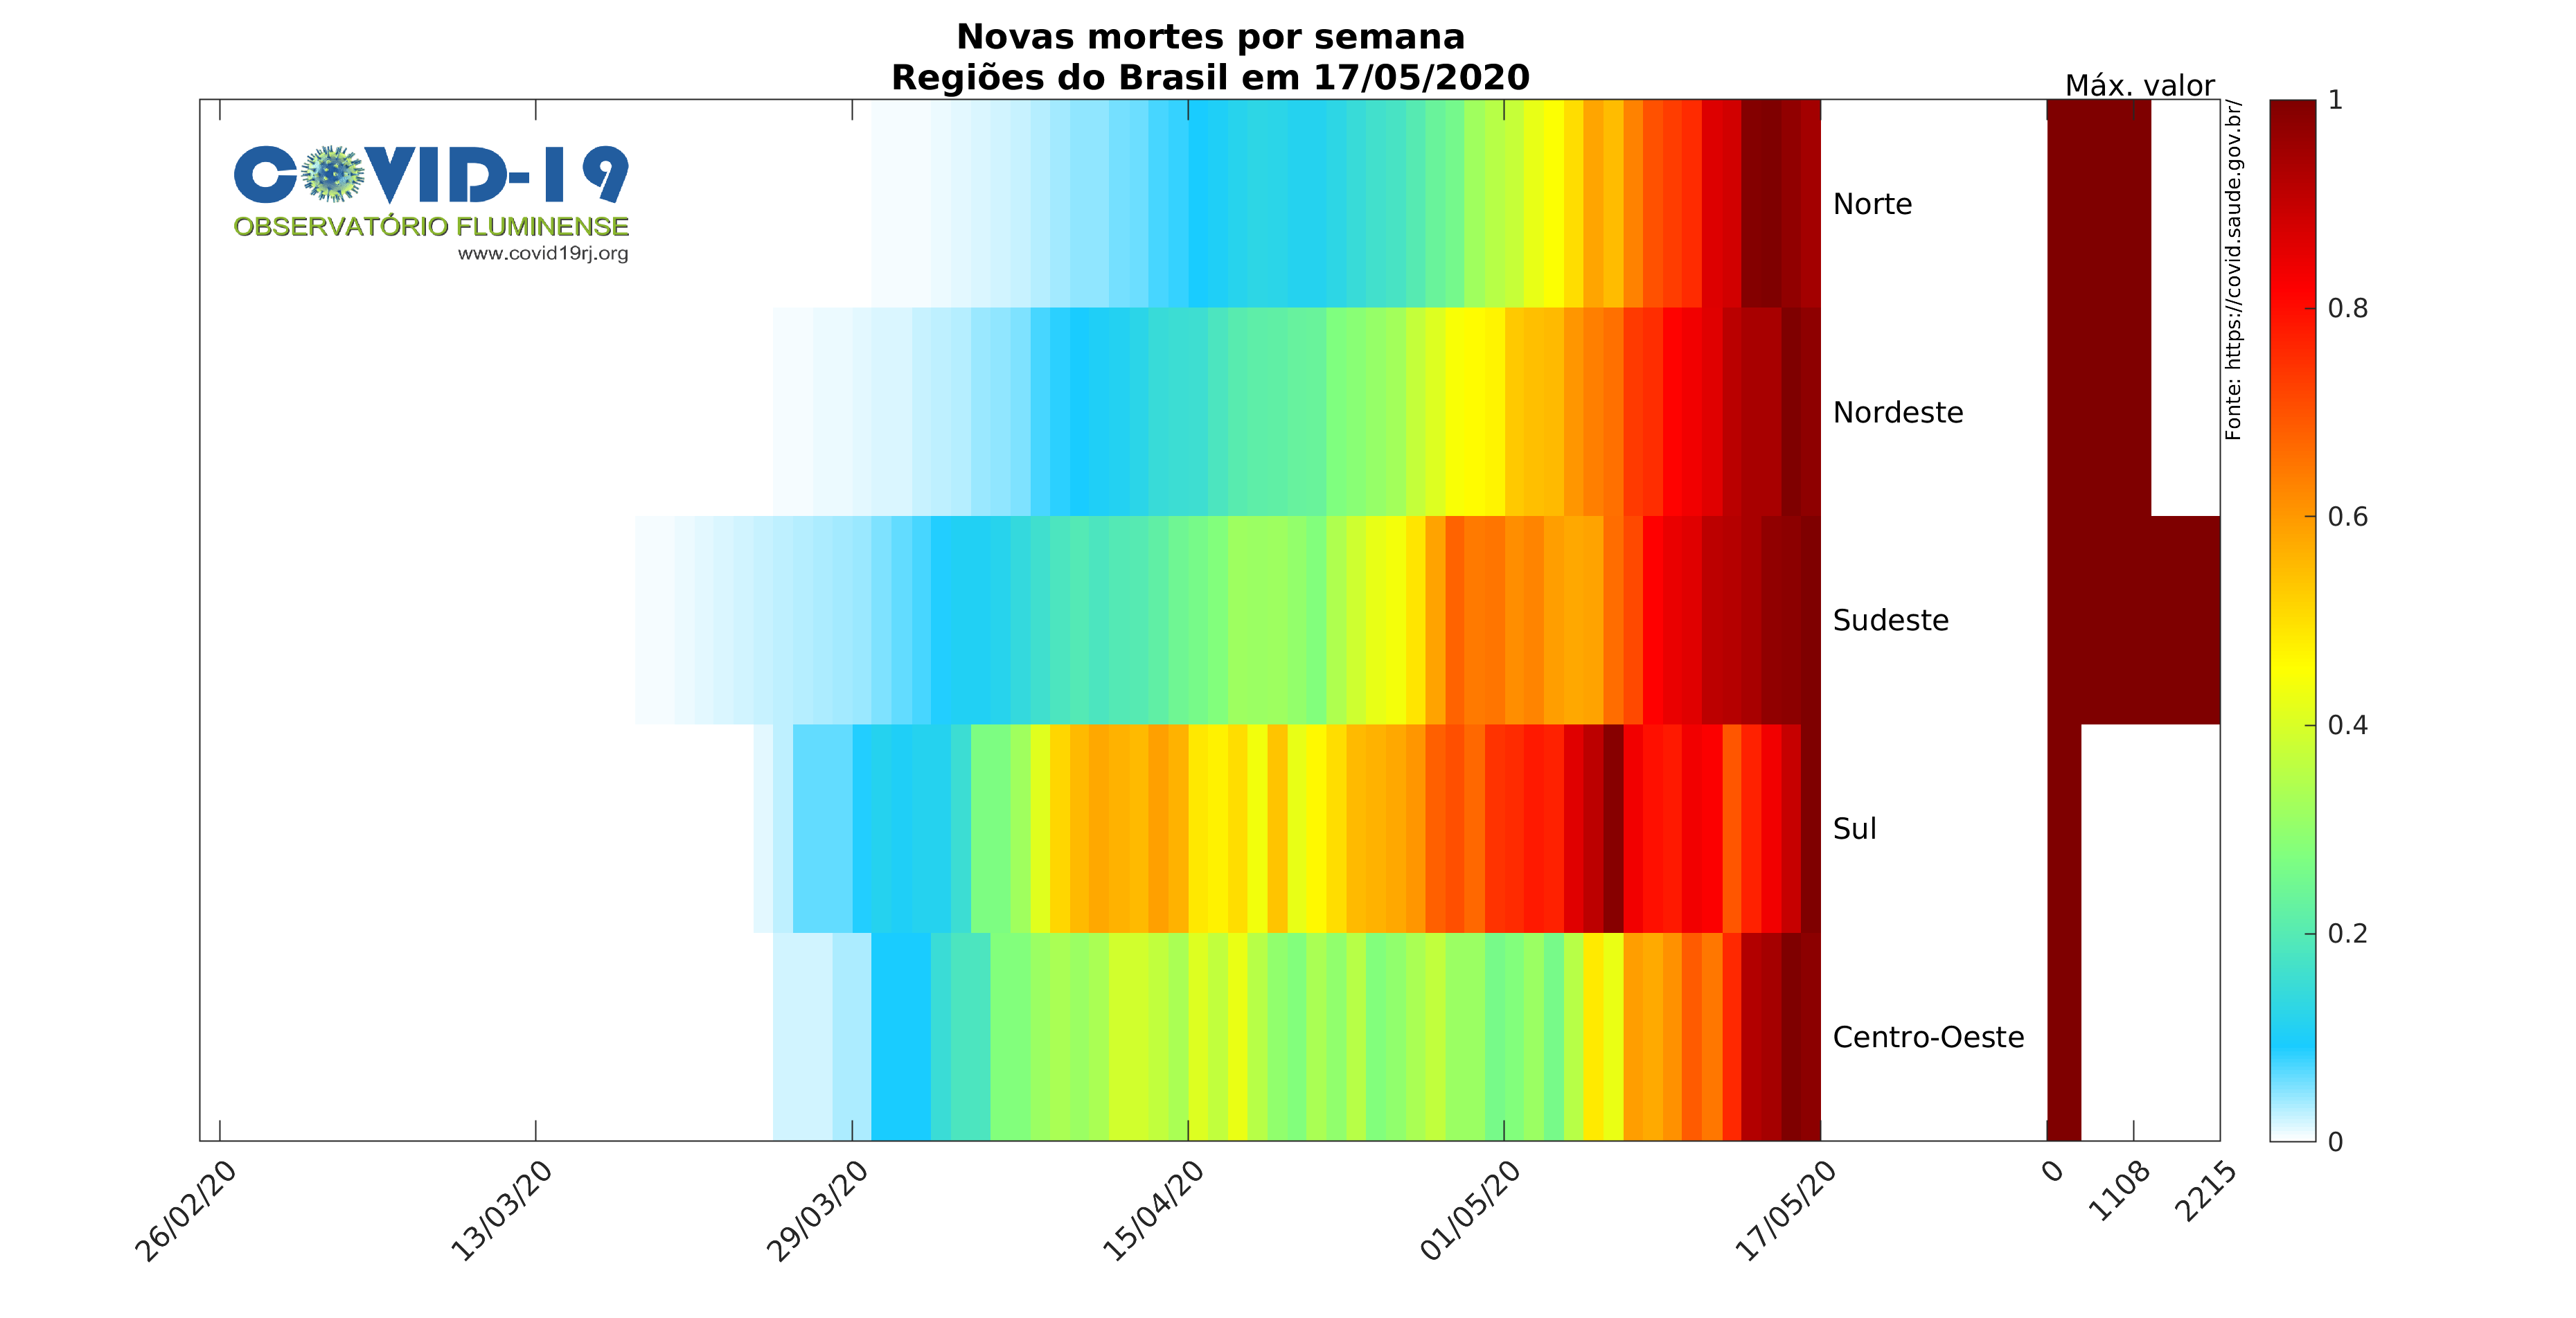 Novas mortes por semana
Regiões do Brasil em 17/05/2020
Máx. valor
COVID-19
OBSERVATÓRIO FLUMINENSE
www.covid19rj.org
Norte
Nordeste
Sudeste
Sul
Centro-Oeste
Fonte: https://covid.saude.gov.br/
1
0.8
0.6
0.4
0.2
0
26/02/20
13/03/20
29/03/20
15/04/20
01/05/20
17/05/20
0
1108
2215